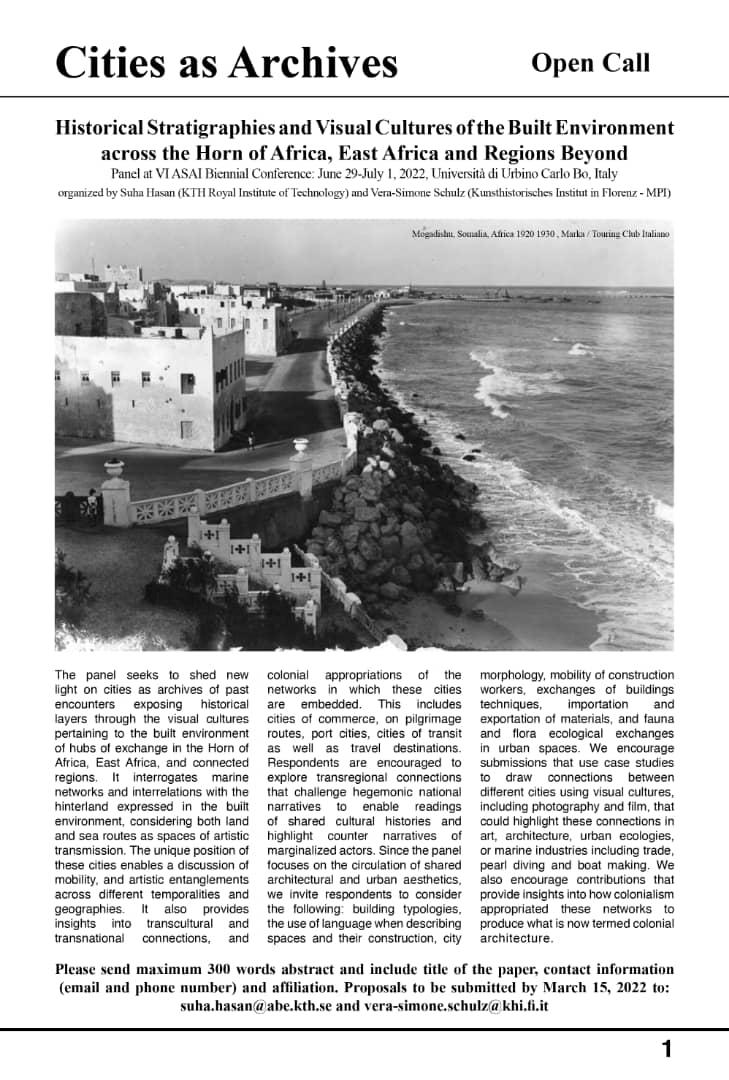 Cities as Archives
Open Call
Historical Stratigraphies and Visual Cultures of the Built Environment
across the Horn of Africa, East Africa and Regions Beyond
Panel at VI ASAI Biennial Conference: June 29-July 1, 2022, Università di Urbino Carlo Bo, Italy
organized by Suha Hasan (KTH Royal Institute of Technology) and Vera-Simone Schulz (Kunsthistorisches Institut in Florenz - MPI)
Mogadishu, Somalia, Africa 1920 1930 , Marka / Touring Club Italiano
The panel seeks to shed new
light on cities as archives of past
encounters exposing historical
layers through the visual cultures
pertaining to the built environment
of hubs of exchange in the Horn of
Africa, East Africa, and connected
regions. It interrogates marine
networks and interrelations with the
hinterland expressed in the built
environment, considering both land
and sea routes as spaces of artistic
transmission. The unique position of
these cities enables a discussion of
mobility, and artistic entanglements
across different temporalities and
geographies. It also provides
insights into transcultural and
transnational connections, and
colonial appropriations of the
networks in which these cities
are embedded. This includes
cities of commerce, on pilgrimage
routes, port cities, cities of transit
as well as travel destinations.
Respondents are encouraged to
explore transregional connections
that challenge hegemonic national
narratives to enable readings
of shared cultural histories and
highlight counter narratives of
marginalized actors. Since the panel
focuses on the circulation of shared
architectural and urban aesthetics,
we invite respondents to consider
the following: building typologies,
the use of language when describing
spaces and their construction, city
morphology, mobility of construction
workers, exchanges of buildings
techniques, importation and
exportation of materials, and fauna
and flora ecological exchanges
in urban spaces. We encourage
submissions that use case studies
to draw connections between
different cities using visual cultures,
including photography and film, that
could highlight these connections in
art, architecture, urban ecologies,
or marine industries including trade,
pearl diving and boat making. We
also encourage contributions that
provide insights into how colonialism
appropriated these networks to
produce what is now termed colonial
architecture.
Please send maximum 300 words abstract and include title of the paper, contact information
(email and phone number) and affiliation. Proposals to be submitted by March 15, 2022 to:
suha.hasan@abe.kth.se and vera-simone.schulz@khi.fi.it
1